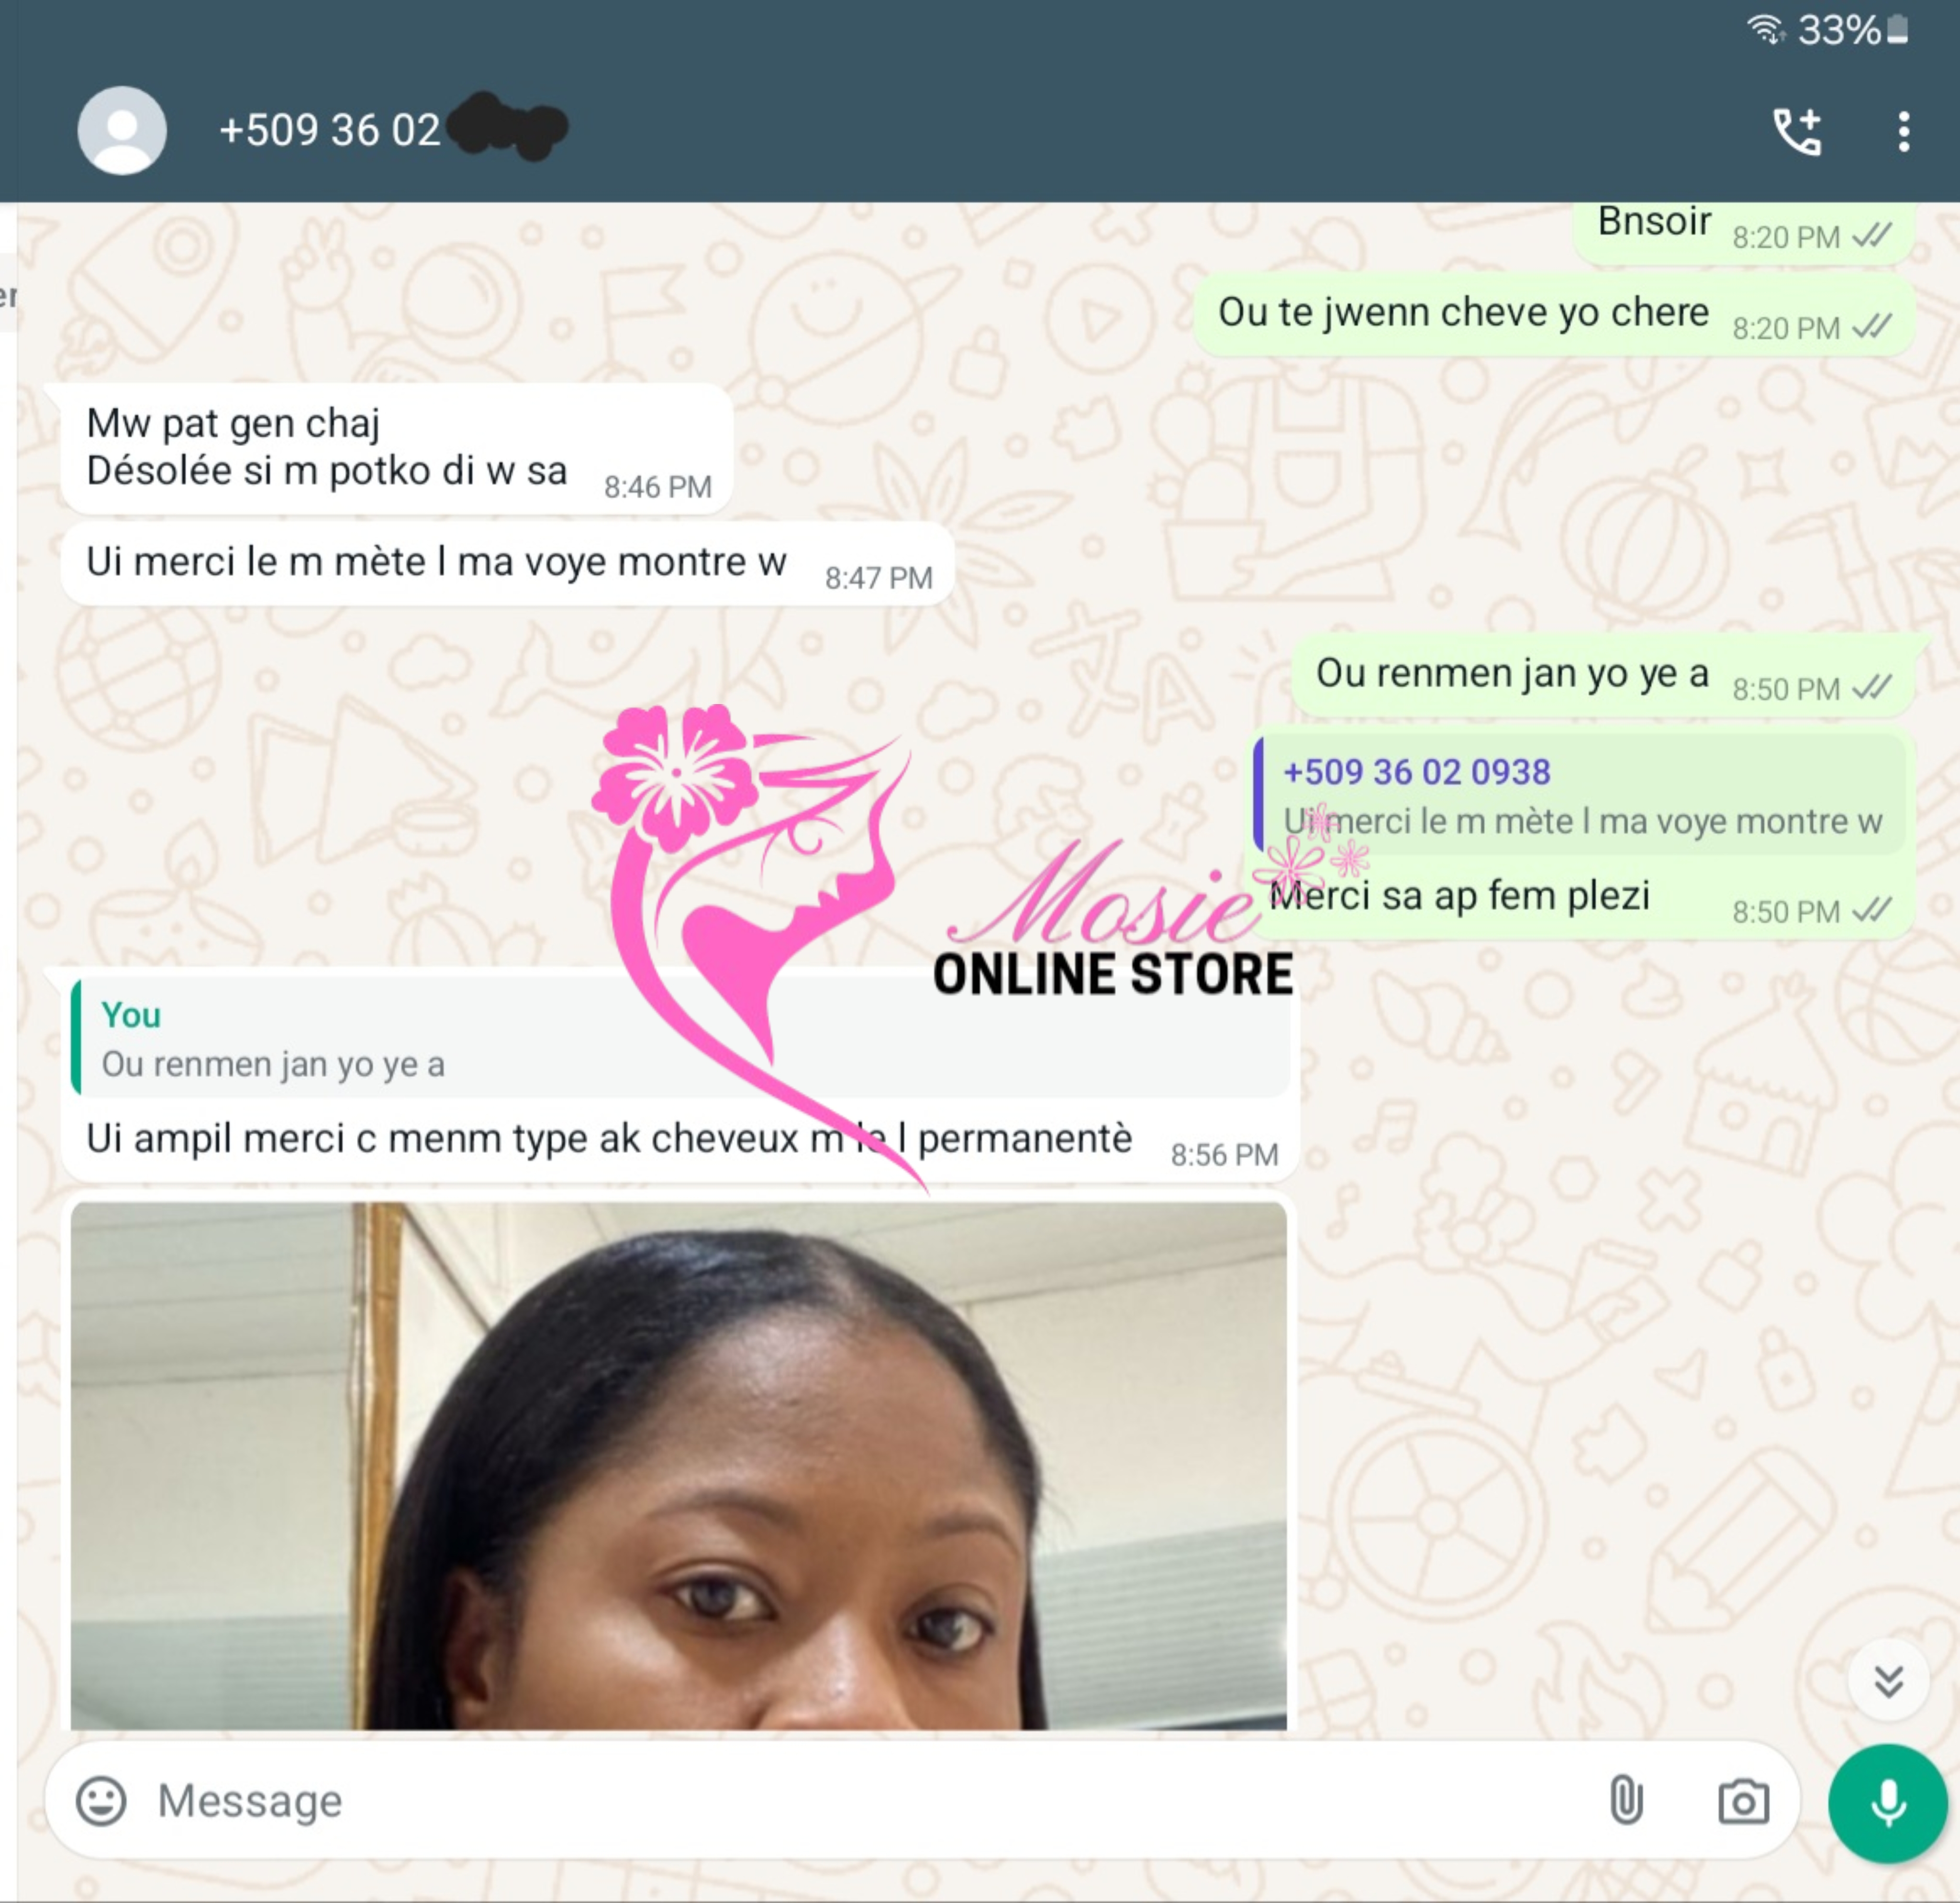 33%
+509 36 02
Bnsoir 8:20 PM
Ou te jwenn cheve yo chere 8:20 PM
er
Mw pat gen chaj
Désolée si m potko di w sa 8:46 PM
Ui merci le m mète l ma voye montre w 8:47 PM
Ou renmen jan yo ye a 8:50 PM
+509 36 02 0938
Ui merci le m mète l ma voye montre w
Merci sa ap fem plezi 8:50 PM
Mosie
ONLINE STORE
You
Ou renmen jan yo ye a
Ui ampil merci c menm type ak cheveux m le l permanentè 8:56 PM
Message